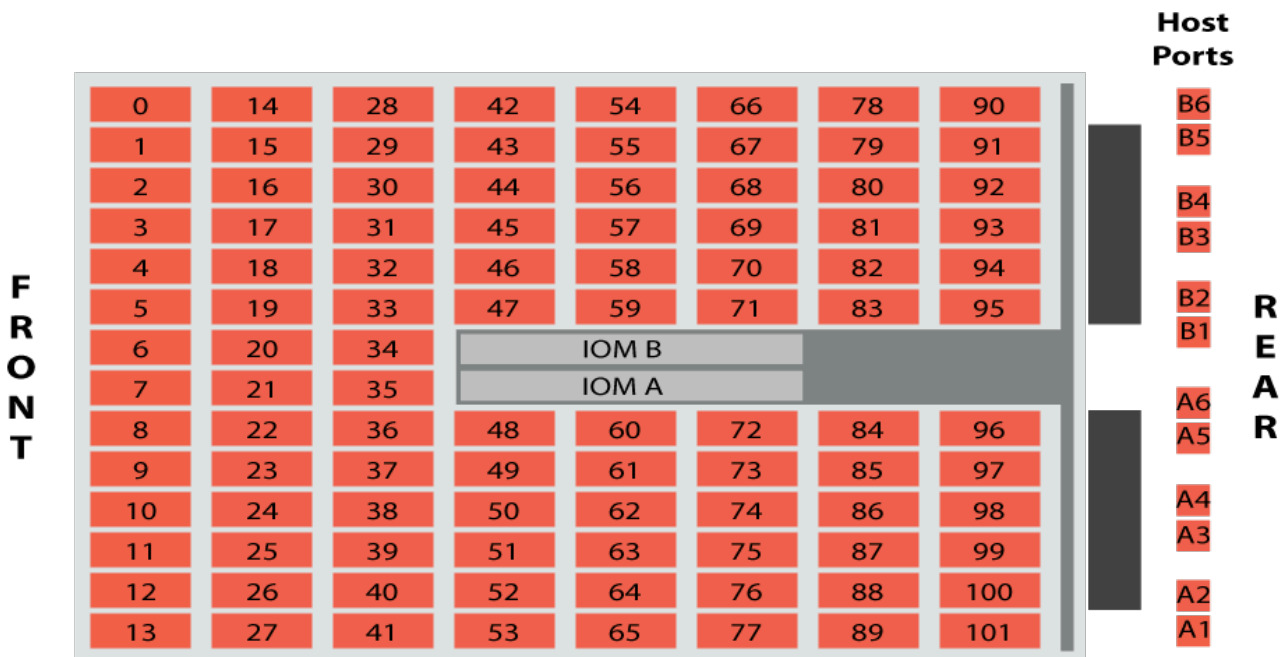 Host
Ports
0 14 28 42 54 66 78 90 B6
1 15 29 43 55 67 79 91 B5
2 16 30 44 56 68 80 92 B4
3 17 31 45 57 69 81 93 B3
4 18 32 46 58 70 82 94
5 19 33 47 59 71 83 95 B2
B1
6 20 34 IOM B
7 21 35 IOM A A6
8 22 36 48 60 72 84 96 A5
9 23 37 49 61 73 85 97
10 24 38 50 62 74 86 98 A4
11 25 39 51 63 75 87 99 A3
12 26 40 52 64 76 88 100 A2
13 27 41 53 65 77 89 101 A1
FRONT
REAR